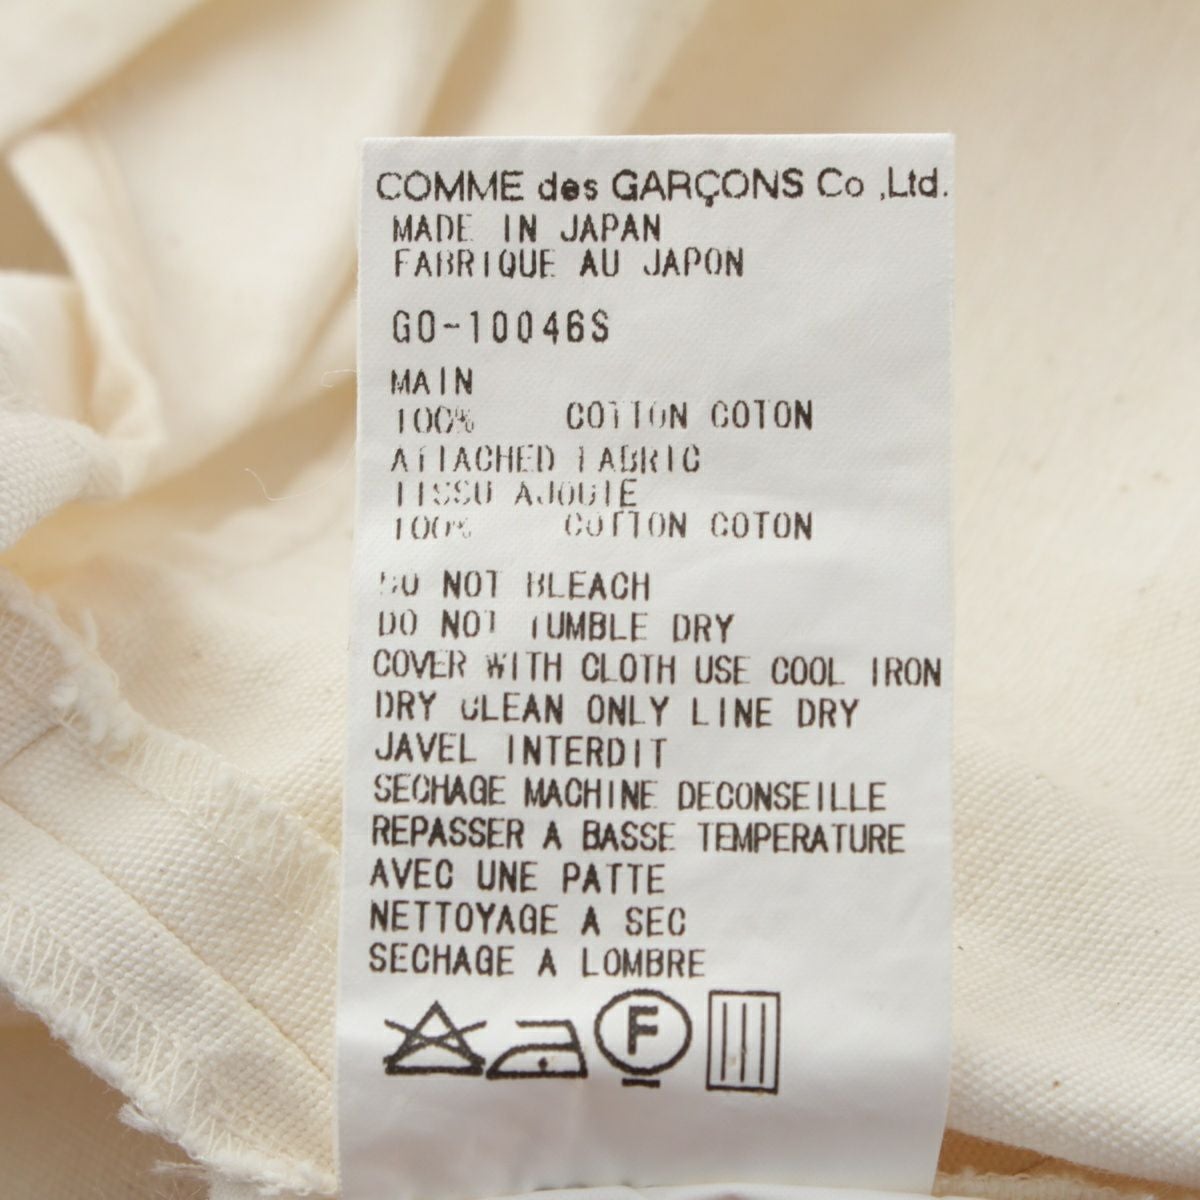 COMME des GARÇONS Co ,Ltd.
MADE IN JAPAN
FABRIQUE AU JAPON
GO-10046S
MAIN
100% COTTON COTON
ATTACHED FABRIC
TISSU AJOUTE
100% COTTON COTON
DO NOT BLEACH
DO NOT TUMBLE DRY
COVER WITH CLOTH USE COOL IRON
DRY CLEAN ONLY LINE DRY
JAVEL INTERDIT
SECHAGE MACHINE DECONSEILLE
REPASSER A BASSE TEMPERATURE
AVEC UNE PATTE
NETTOYAGE A SEC
SECHAGE A LOMBRE
F